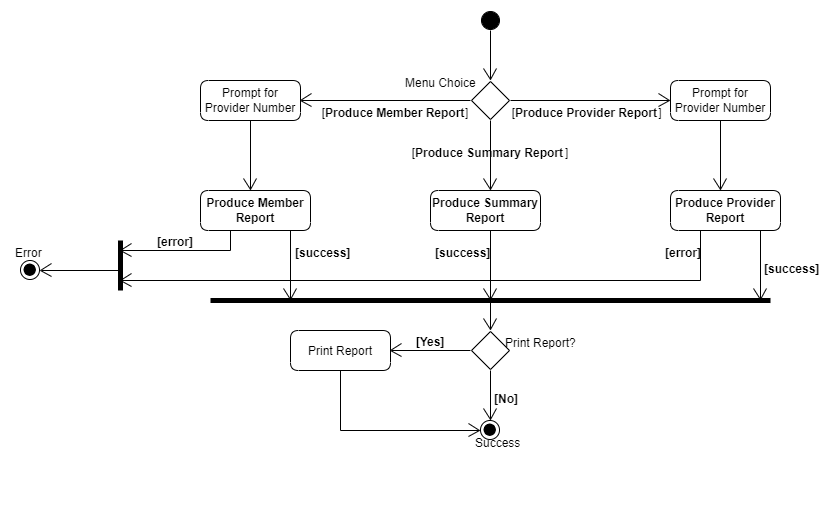 Menu Choice
Prompt for
Provider Number
Prompt for
Provider Number
[Produce Member Report]
[Produce Provider Report]
[Produce Summary Report]
Produce Member
Report
Produce Summary
Report
Produce Provider
Report
[error]
[success]
[success]
[error]
[success]
Error
Print Report
[Yes]
Print Report?
[No]
Success